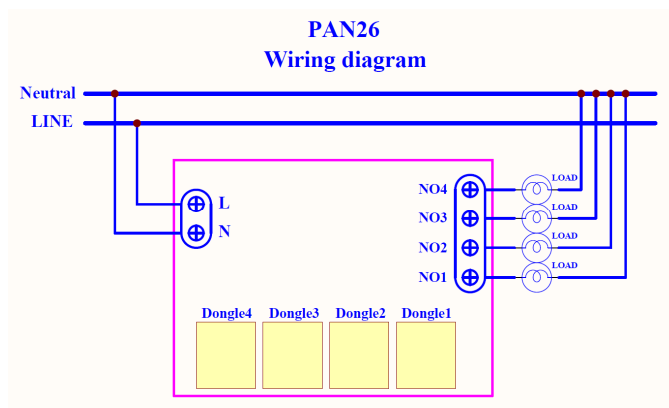 PAN26
Wiring diagram
Neutral
LINE
L
N
NO4
NO3
NO2
NO1
LOAD
LOAD
LOAD
LOAD
Dongle4 Dongle3 Dongle2 Dongle1